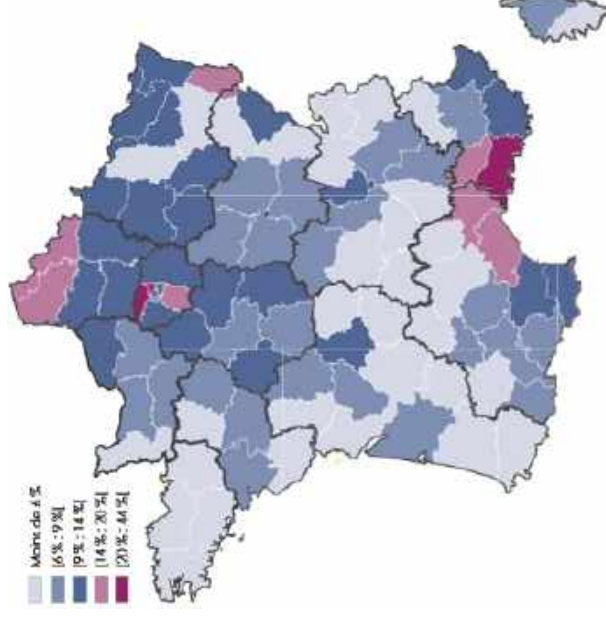 Moins de 6 %
[6 % ; 9 %[
[9 % ; 14 %[
[14 % ; 20 %[
[20 % ; 44 %[